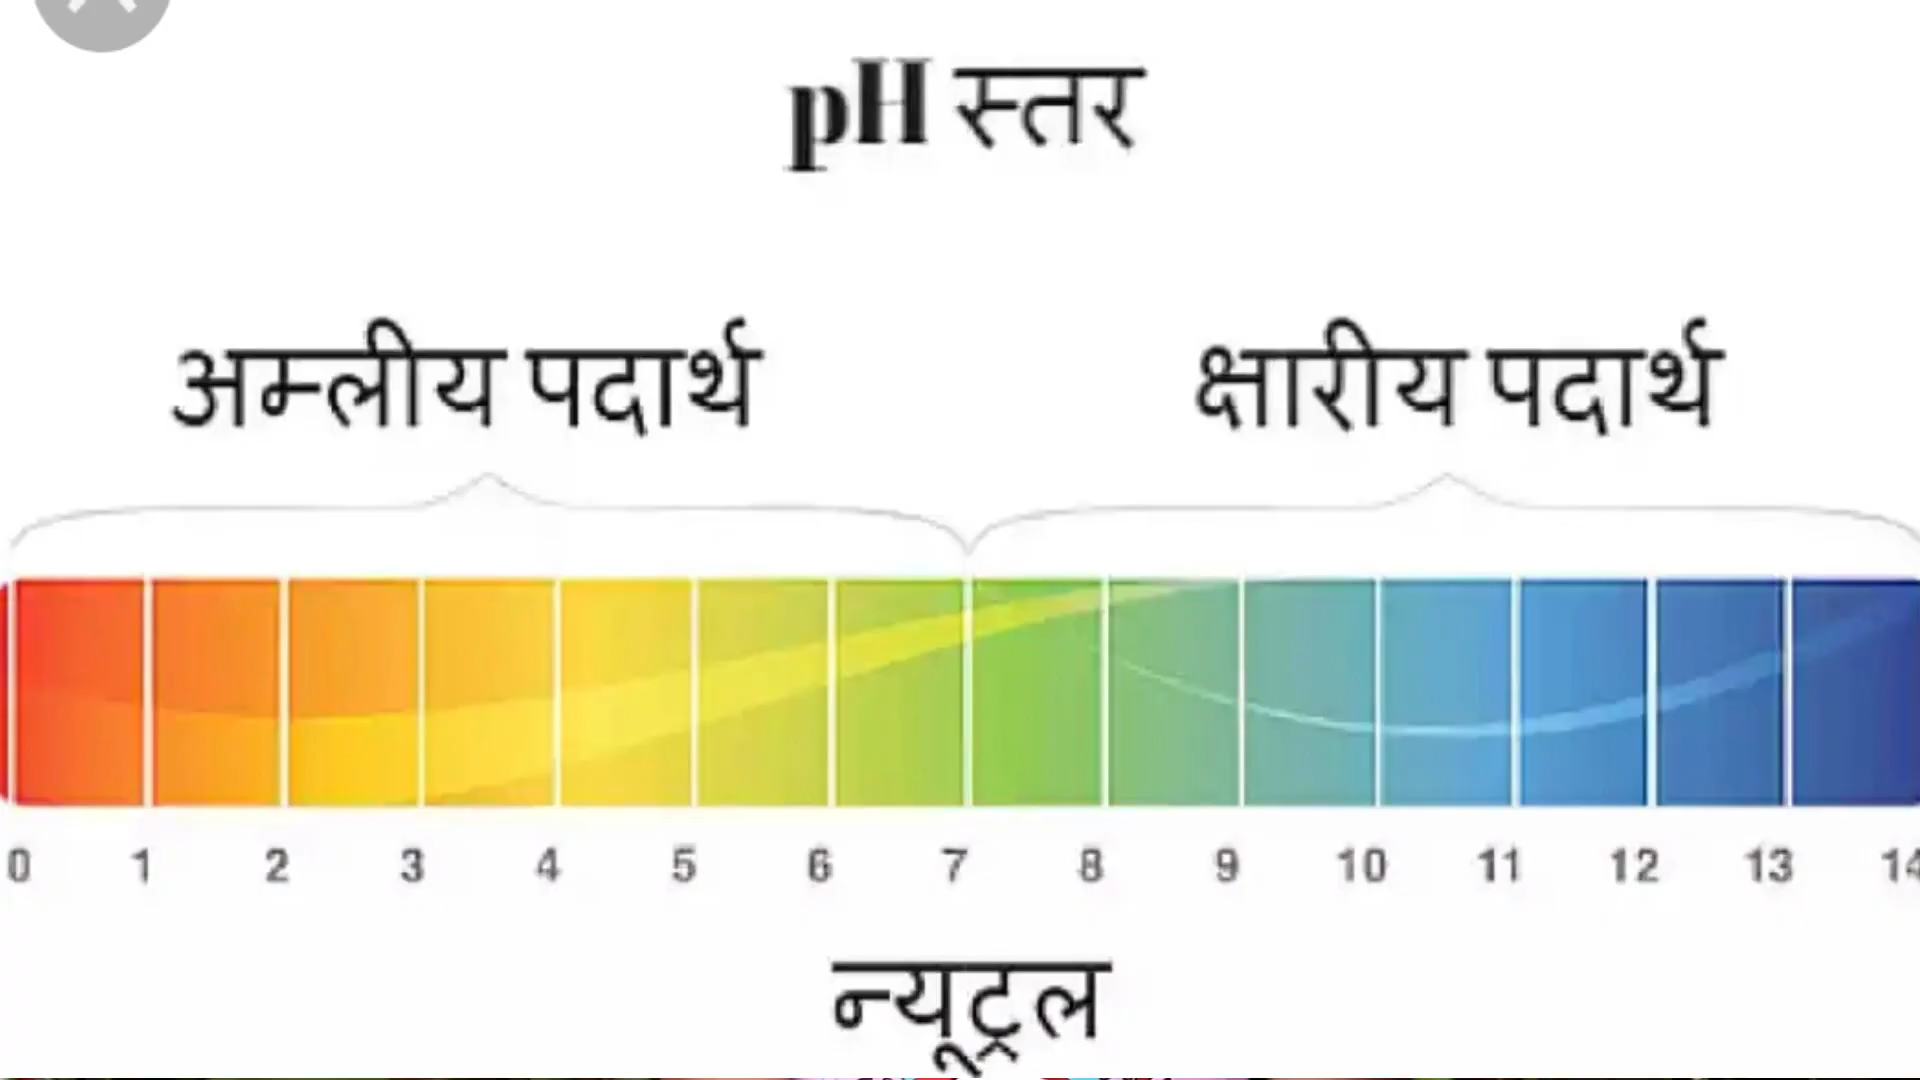 pH स्तर
अम्लीय पदार्थ क्षारीय पदार्थ
0 1 2 3 4 5 6 7 8 9 10 11 12 13 14
न्यूट्रल